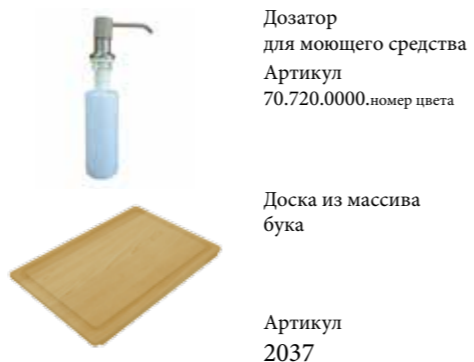 Дозатор
для моющего средства
Артикул
70.720.0000.номер цвета
Доска из массива
бука
Артикул
2037